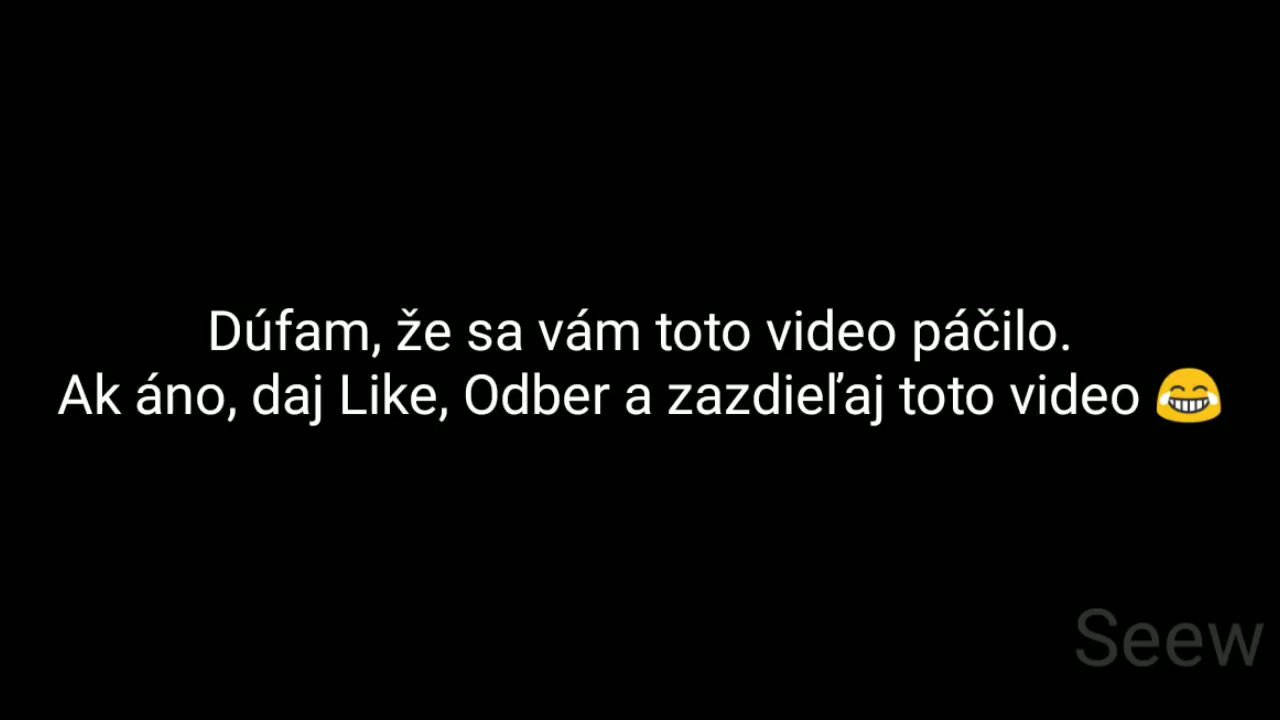 Dúfam, že sa vám toto video páčilo.
Ak áno, daj Like, Odber a zazdieľaj toto video 😂
Seew